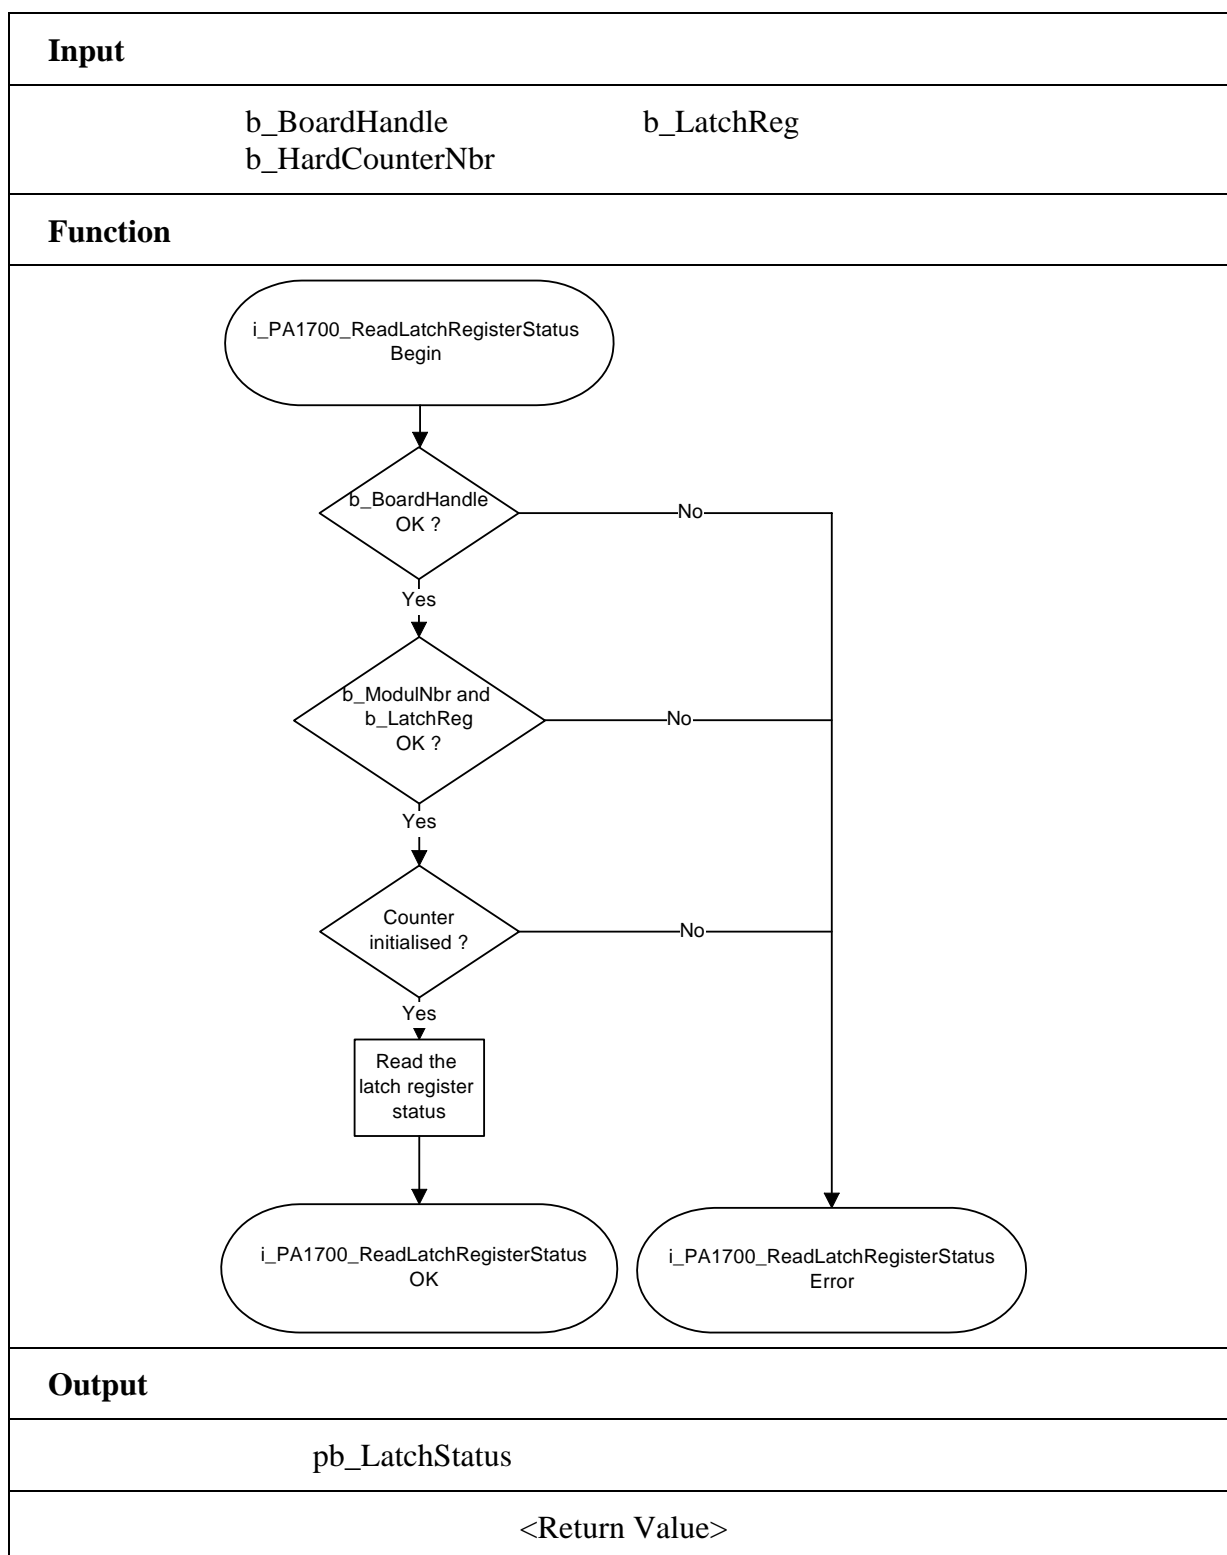 Input
b_BoardHandle b_LatchReg
b_HardCounterNbr
Function
i_PA1700_ReadLatchRegisterStatus
Begin
b_BoardHandle
OK ?
No
Yes
b_ModulNbr and
b_LatchReg
OK ?
No
Yes
Counter
initialised ?
No
Yes
Read the
latch register
status
i_PA1700_ReadLatchRegisterStatus
OK
i_PA1700_ReadLatchRegisterStatus
Error
Output
pb_LatchStatus
<Return Value>